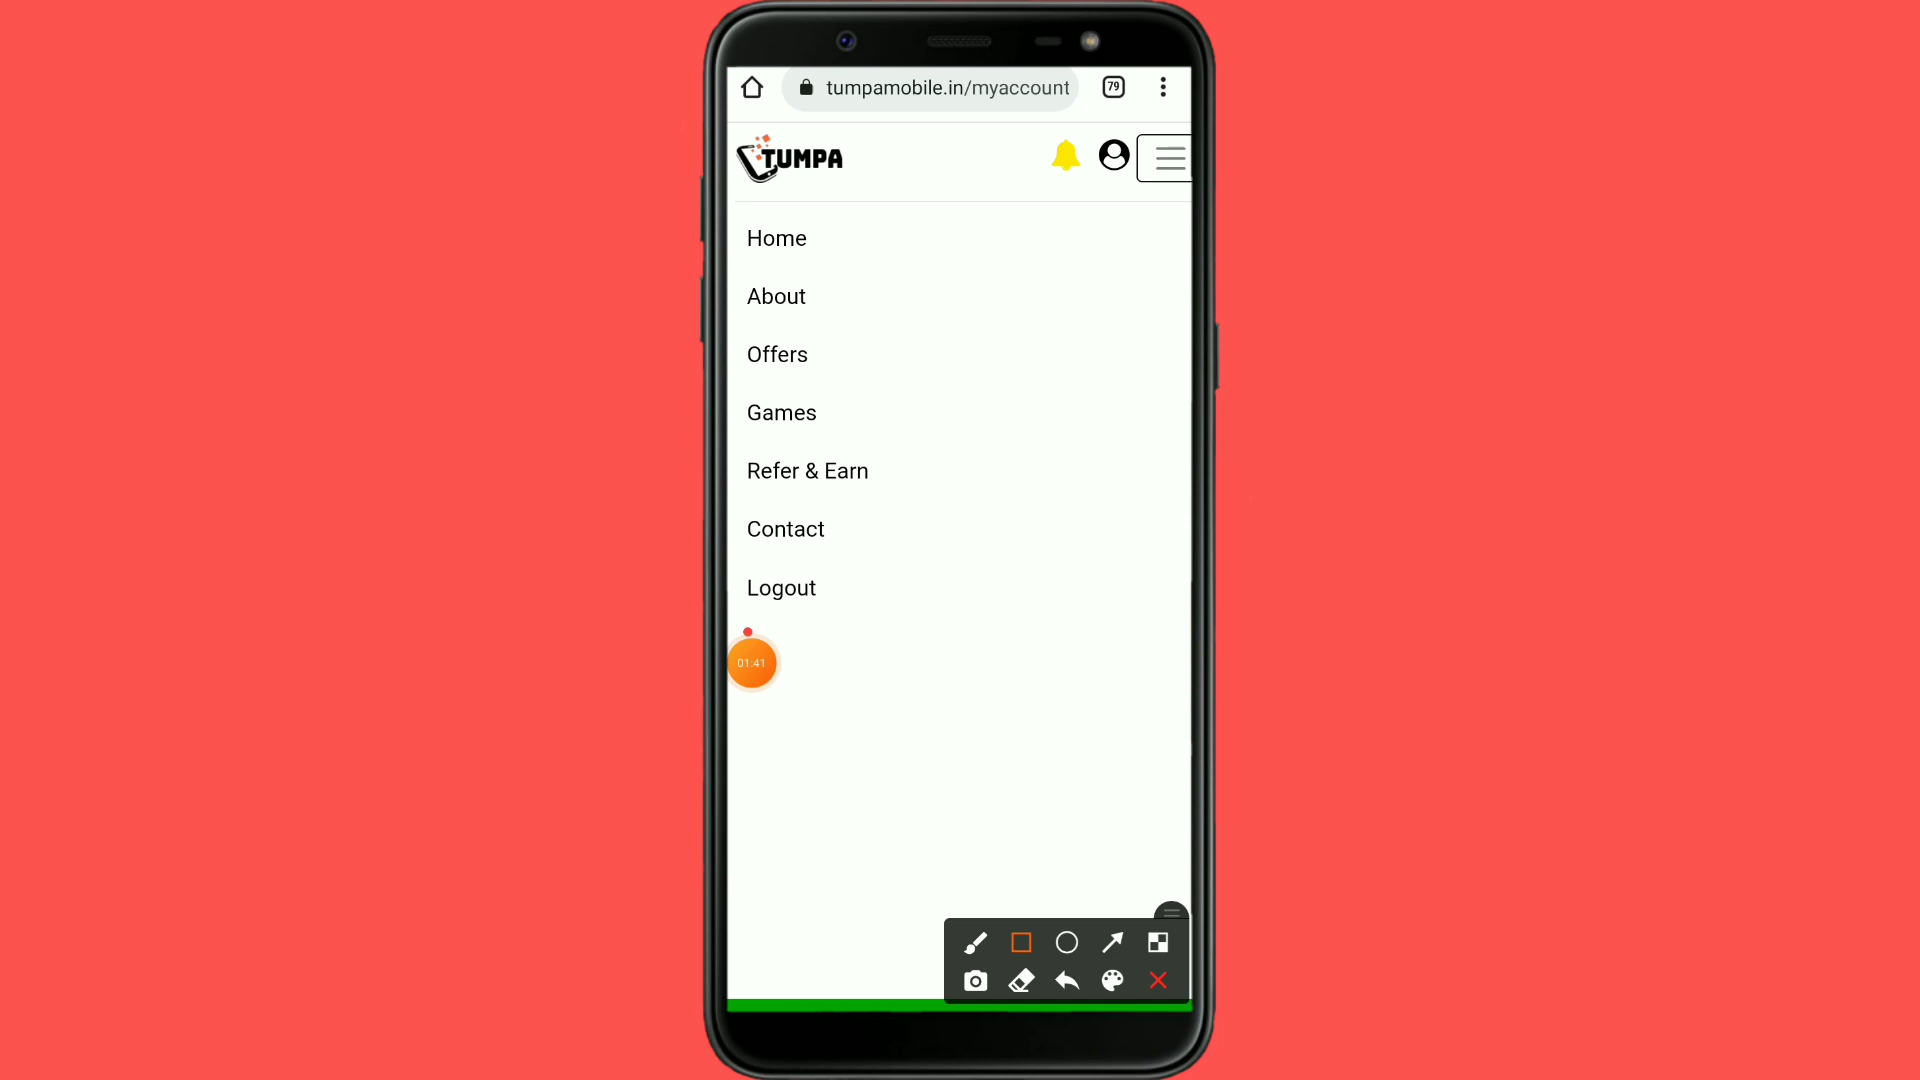 tumpamobile.in/myaccount
79
TUMPA
Home
About
Offers
Games
Refer & Earn
Contact
Logout
01:41